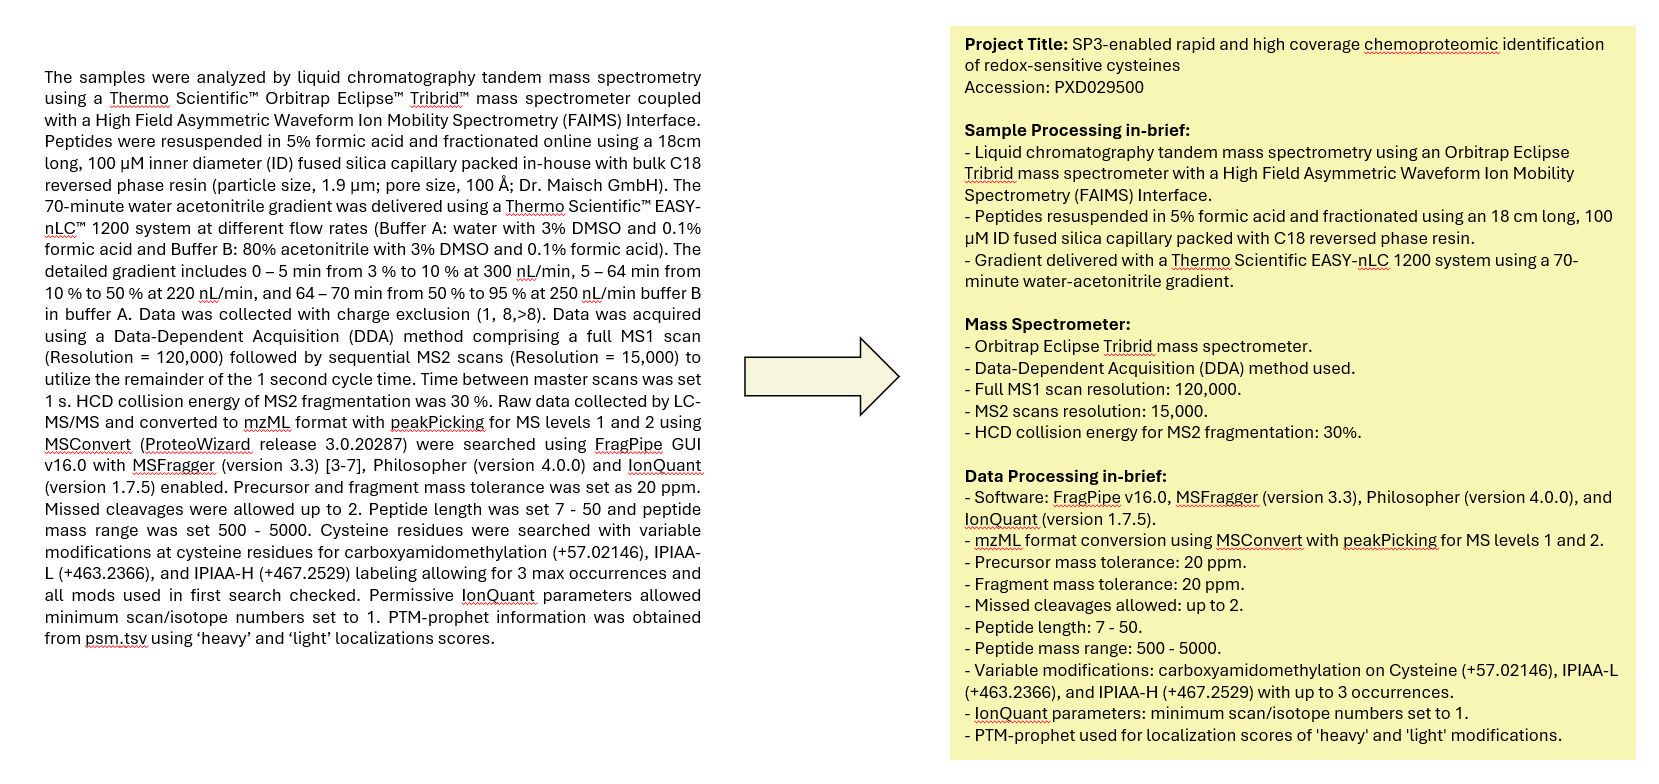 The samples were analyzed by liquid chromatography tandem mass spectrometry
using a Thermo Scientific™ Orbitrap Eclipse™ Tribrid™ mass spectrometer coupled
with a High Field Asymmetric Waveform Ion Mobility Spectrometry (FAIMS) Interface.
Peptides were resuspended in 5% formic acid and fractionated online using a 18cm
long, 100 µM inner diameter (ID) fused silica capillary packed in-house with bulk C18
reversed phase resin (particle size, 1.9 µm; pore size, 100 Å; Dr. Maisch GmbH). The
70-minute water acetonitrile gradient was delivered using a Thermo Scientific™ EASY-
nLC™ 1200 system at different flow rates (Buffer A: water with 3% DMSO and 0.1%
formic acid and Buffer B: 80% acetonitrile with 3% DMSO and 0.1% formic acid). The
detailed gradient includes 0 – 5 min from 3 % to 10 % at 300 nL/min, 5 – 64 min from
10 % to 50 % at 220 nL/min, and 64 – 70 min from 50 % to 95 % at 250 nL/min buffer B
in buffer A. Data was collected with charge exclusion (1, 8,>8). Data was acquired
using a Data-Dependent Acquisition (DDA) method comprising a full MS1 scan
(Resolution = 120,000) followed by sequential MS2 scans (Resolution = 15,000) to
utilize the remainder of the 1 second cycle time. Time between master scans was set
1 s. HCD collision energy of MS2 fragmentation was 30 %. Raw data collected by LC-
MS/MS and converted to mzML format with peakPicking for MS levels 1 and 2 using
MSConvert (ProteoWizard release 3.0.20287) were searched using FragPipe GUI
v16.0 with MSFragger (version 3.3) [3-7], Philosopher (version 4.0.0) and IonQuant
(version 1.7.5) enabled. Precursor and fragment mass tolerance was set as 20 ppm.
Missed cleavages were allowed up to 2. Peptide length was set 7 - 50 and peptide
mass range was set 500 - 5000. Cysteine residues were searched with variable
modifications at cysteine residues for carboxyamidomethylation (+57.02146), IPIAA-
L (+463.2366), and IPIAA-H (+467.2529) labeling allowing for 3 max occurrences and
all mods used in first search checked. Permissive IonQuant parameters allowed
minimum scan/isotope numbers set to 1. PTM-prophet information was obtained
from psm.tsv using ‘heavy’ and ‘light’ localizations scores.
Project Title: SP3-enabled rapid and high coverage chemoproteomic identification
of redox-sensitive cysteines
Accession: PXD029500
Sample Processing in-brief:
- Liquid chromatography tandem mass spectrometry using an Orbitrap Eclipse
Tribrid mass spectrometer with a High Field Asymmetric Waveform Ion Mobility
Spectrometry (FAIMS) Interface.
- Peptides resuspended in 5% formic acid and fractionated using an 18 cm long, 100
µM ID fused silica capillary packed with C18 reversed phase resin.
- Gradient delivered with a Thermo Scientific EASY-nLC 1200 system using a 70-
minute water-acetonitrile gradient.
Mass Spectrometer:
- Orbitrap Eclipse Tribrid mass spectrometer.
- Data-Dependent Acquisition (DDA) method used.
- Full MS1 scan resolution: 120,000.
- MS2 scans resolution: 15,000.
- HCD collision energy for MS2 fragmentation: 30%.
Data Processing in-brief:
- Software: FragPipe v16.0, MSFragger (version 3.3), Philosopher (version 4.0.0), and
IonQuant (version 1.7.5).
- mzML format conversion using MSConvert with peakPicking for MS levels 1 and 2.
- Precursor mass tolerance: 20 ppm.
- Fragment mass tolerance: 20 ppm.
- Missed cleavages allowed: up to 2.
- Peptide length: 7 - 50.
- Peptide mass range: 500 - 5000.
- Variable modifications: carboxyamidomethylation on Cysteine (+57.02146), IPIAA-L
(+463.2366), and IPIAA-H (+467.2529) with up to 3 occurrences.
- IonQuant parameters: minimum scan/isotope numbers set to 1.
- PTM-prophet used for localization scores of 'heavy' and 'light' modifications.